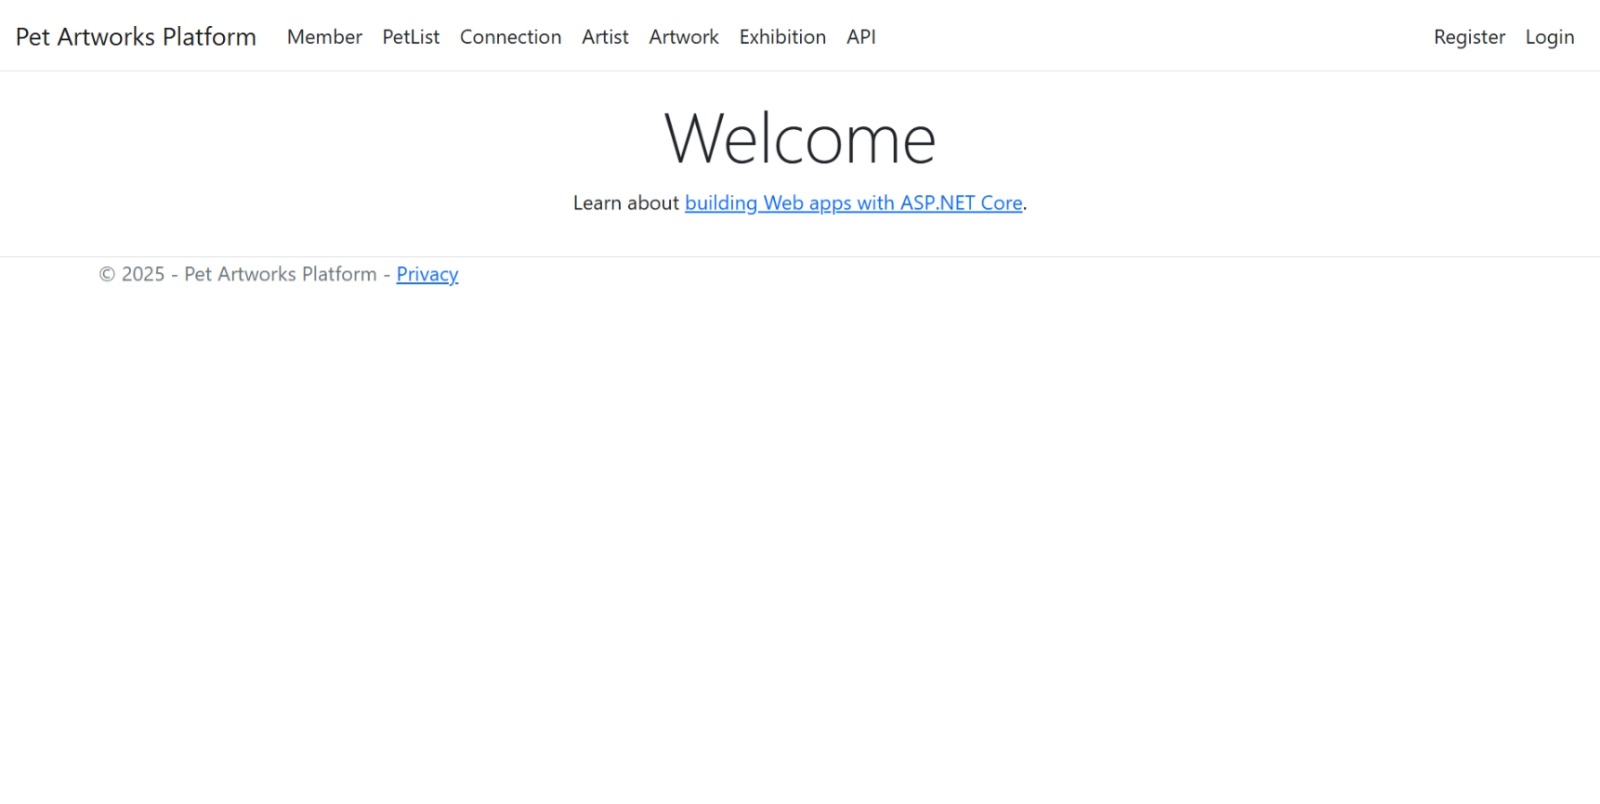 Pet Artworks Platform Member PetList Connection Artist Artwork Exhibition API Register Login
Welcome
Learn about building Web apps with ASP.NET Core.
© 2025 - Pet Artworks Platform - Privacy